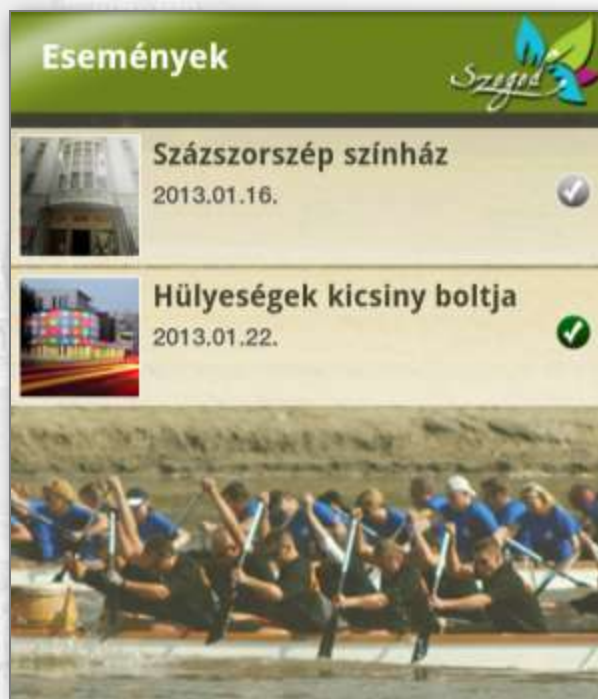 Események
Szeged
Százszorszép színház
2013.01.16.
Hülyeségek kicsiny boltja
2013.01.22.